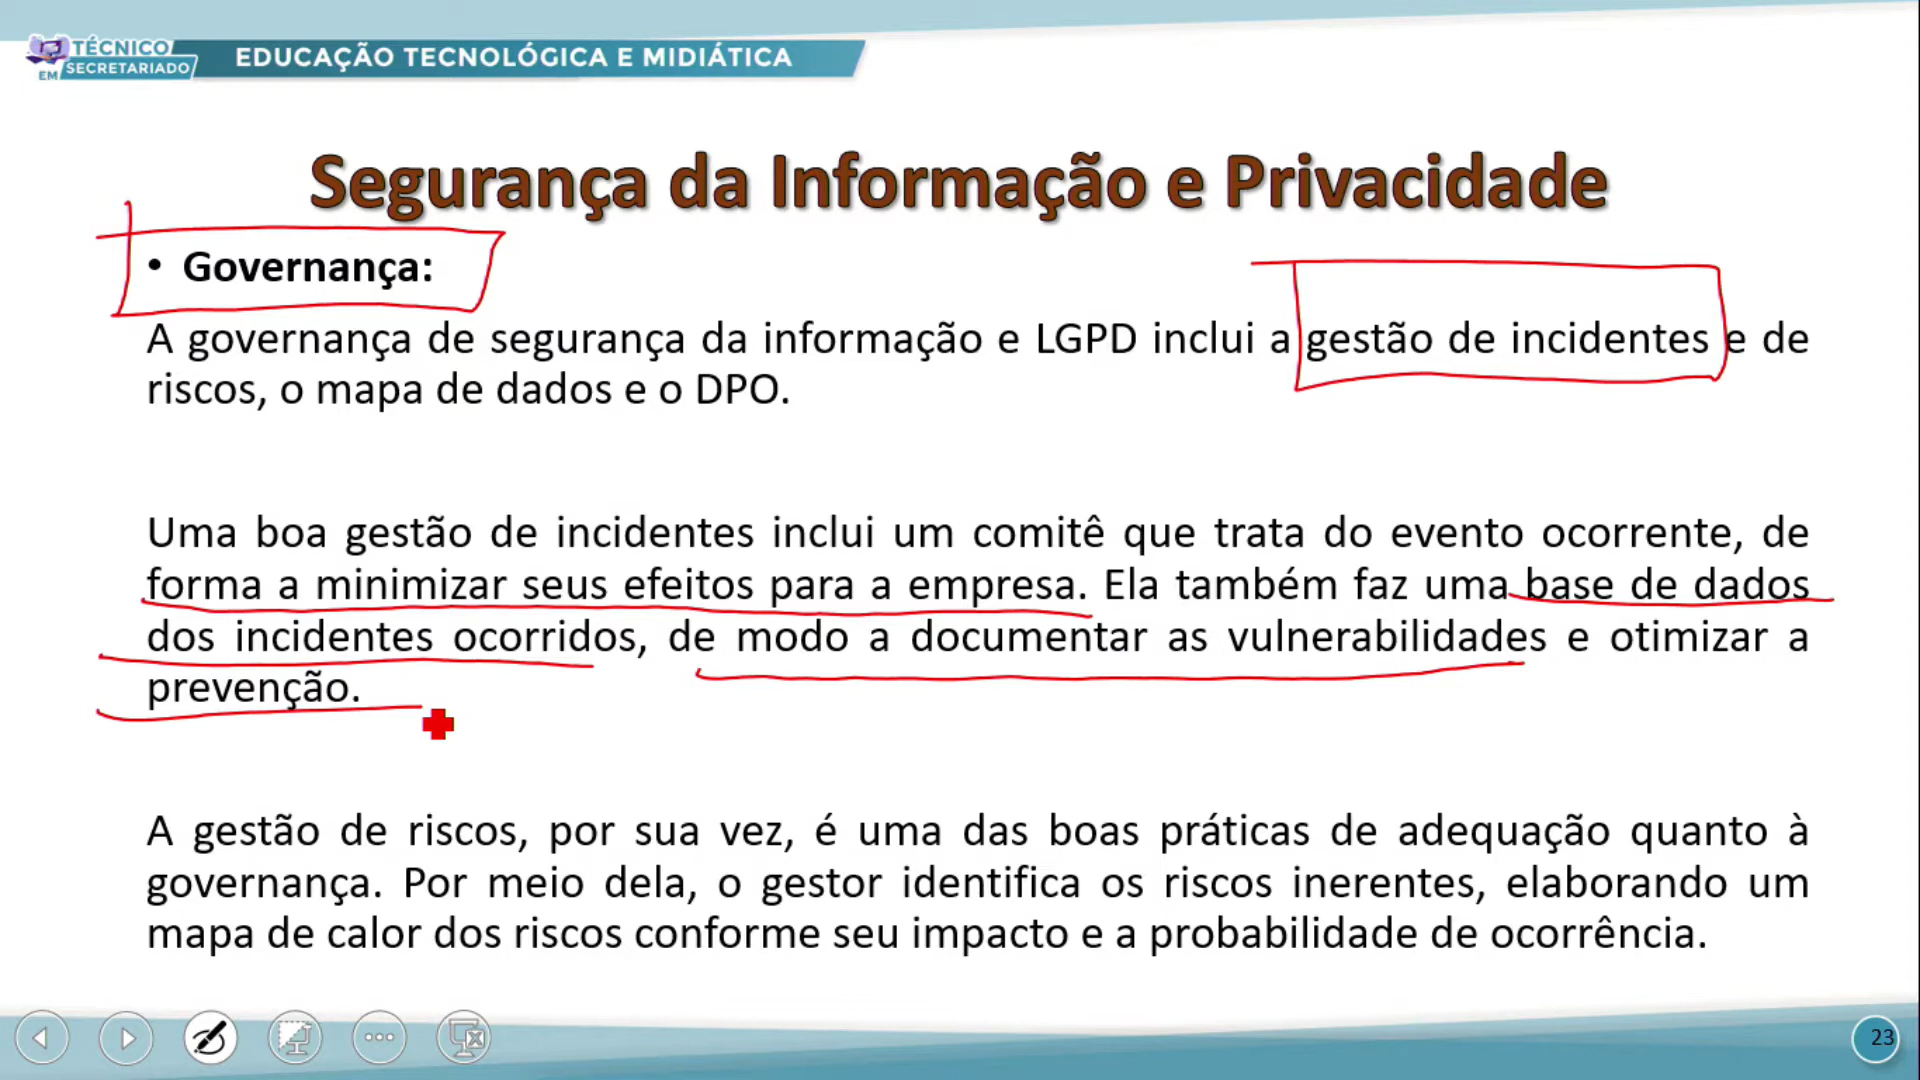 TÉCNICO
EM SECRETARIADO
EDUCAÇÃO TECNOLÓGICA E MIDIÁTICA
Segurança da Informação e Privacidade
• Governança:
A governança de segurança da informação e LGPD inclui a gestão de incidentes e de
riscos, o mapa de dados e o DPO.
Uma boa gestão de incidentes inclui um comitê que trata do evento ocorrente, de
forma a minimizar seus efeitos para a empresa. Ela também faz uma base de dados
dos incidentes ocorridos, de modo a documentar as vulnerabilidades e otimizar a
prevenção.
A gestão de riscos, por sua vez, é uma das boas práticas de adequação quanto à
governança. Por meio dela, o gestor identifica os riscos inerentes, elaborando um
mapa de calor dos riscos conforme seu impacto e a probabilidade de ocorrência.
23